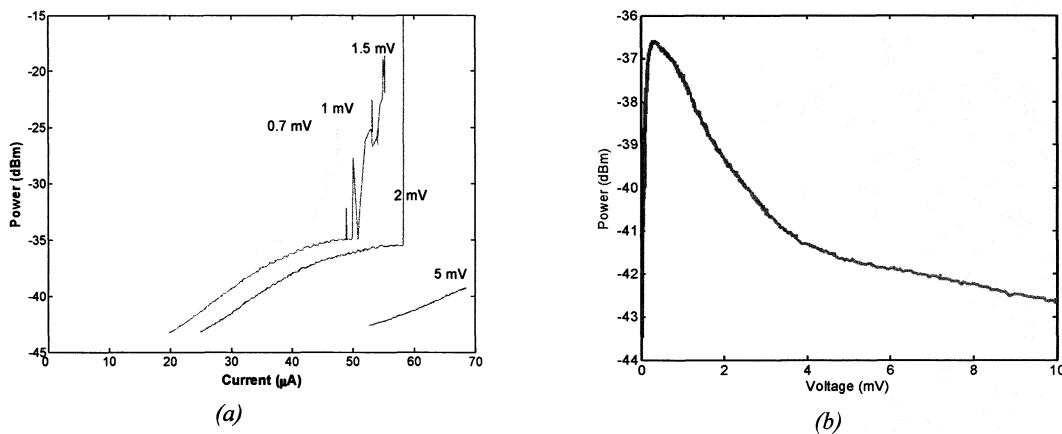 -15
-20
-25
-30
-35
-40
-45
Power (dBm)
1.5 mV
1 mV
0.7 mV
2 mV
5 mV
0 10 20 30 40 50 60 70
Current (µA)
(a)
-36
-37
-38
-39
-40
-41
-42
-43
-44
Power (dBm)
0 2 4 6 8 10
Voltage (mV)
(b)